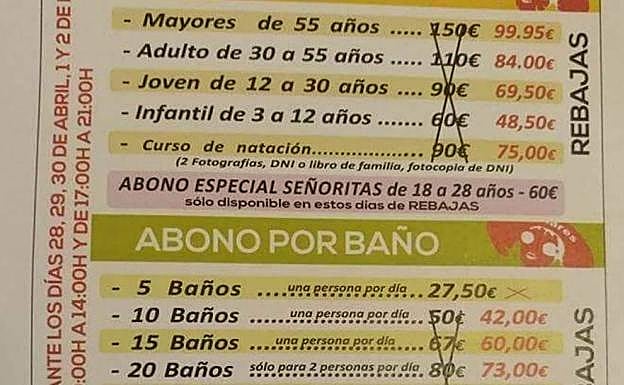 - Mayores de 55 años ..... 150€ 99.95€
- Adulto de 30 a 55 años .... 110€ 84.00€
- Joven de 12 a 30 años .... 90€ 69,50€
- Infantil de 3 a 12 años ....... 60€ 48,50€
- Curso de natación..................... 90€ 75,00€
(2 Fotografías, DNI o libro de familia, fotocopia de DNI)
REBAJAS
ABONO ESPECIAL SEÑORITAS de 18 a 28 años - 60€
sólo disponible en estos dias de REBAJAS
ABONO POR BAÑO
- 5 Baños .....una persona por día..... 27,50€
- 10 Baños .....una persona por día..... 50€ 42,00€
- 15 Baños .....una persona por día..... 67€ 60,00€
- 20 Baños ....sólo para 2 personas por día.... 80€ 73,00€
AJAS
ANTE LOS DÍAS 28, 29, 30 DE ABRIL, 1 Y 2 DE
:00H A 14:00H Y DE 17:00H A 21:00H